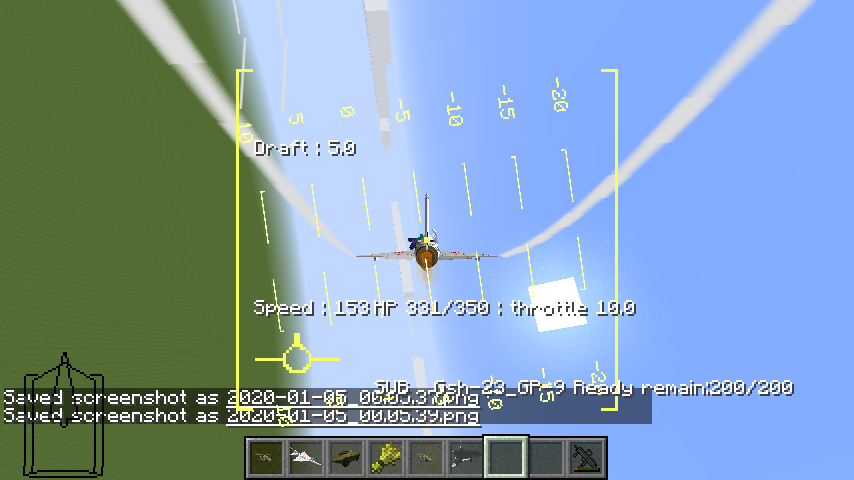 5 0 -5 -10 -15 -20
10
Draft : 5.0
Speed : 153 HP 331/350 : throttle 10.0
SUB : Gsh-23_GP-9 Ready remain:200/200
Saved screenshot as 2020-01-05_00.05.37.png
Saved screenshot as 2020-01-05_00.05.39.png
-15